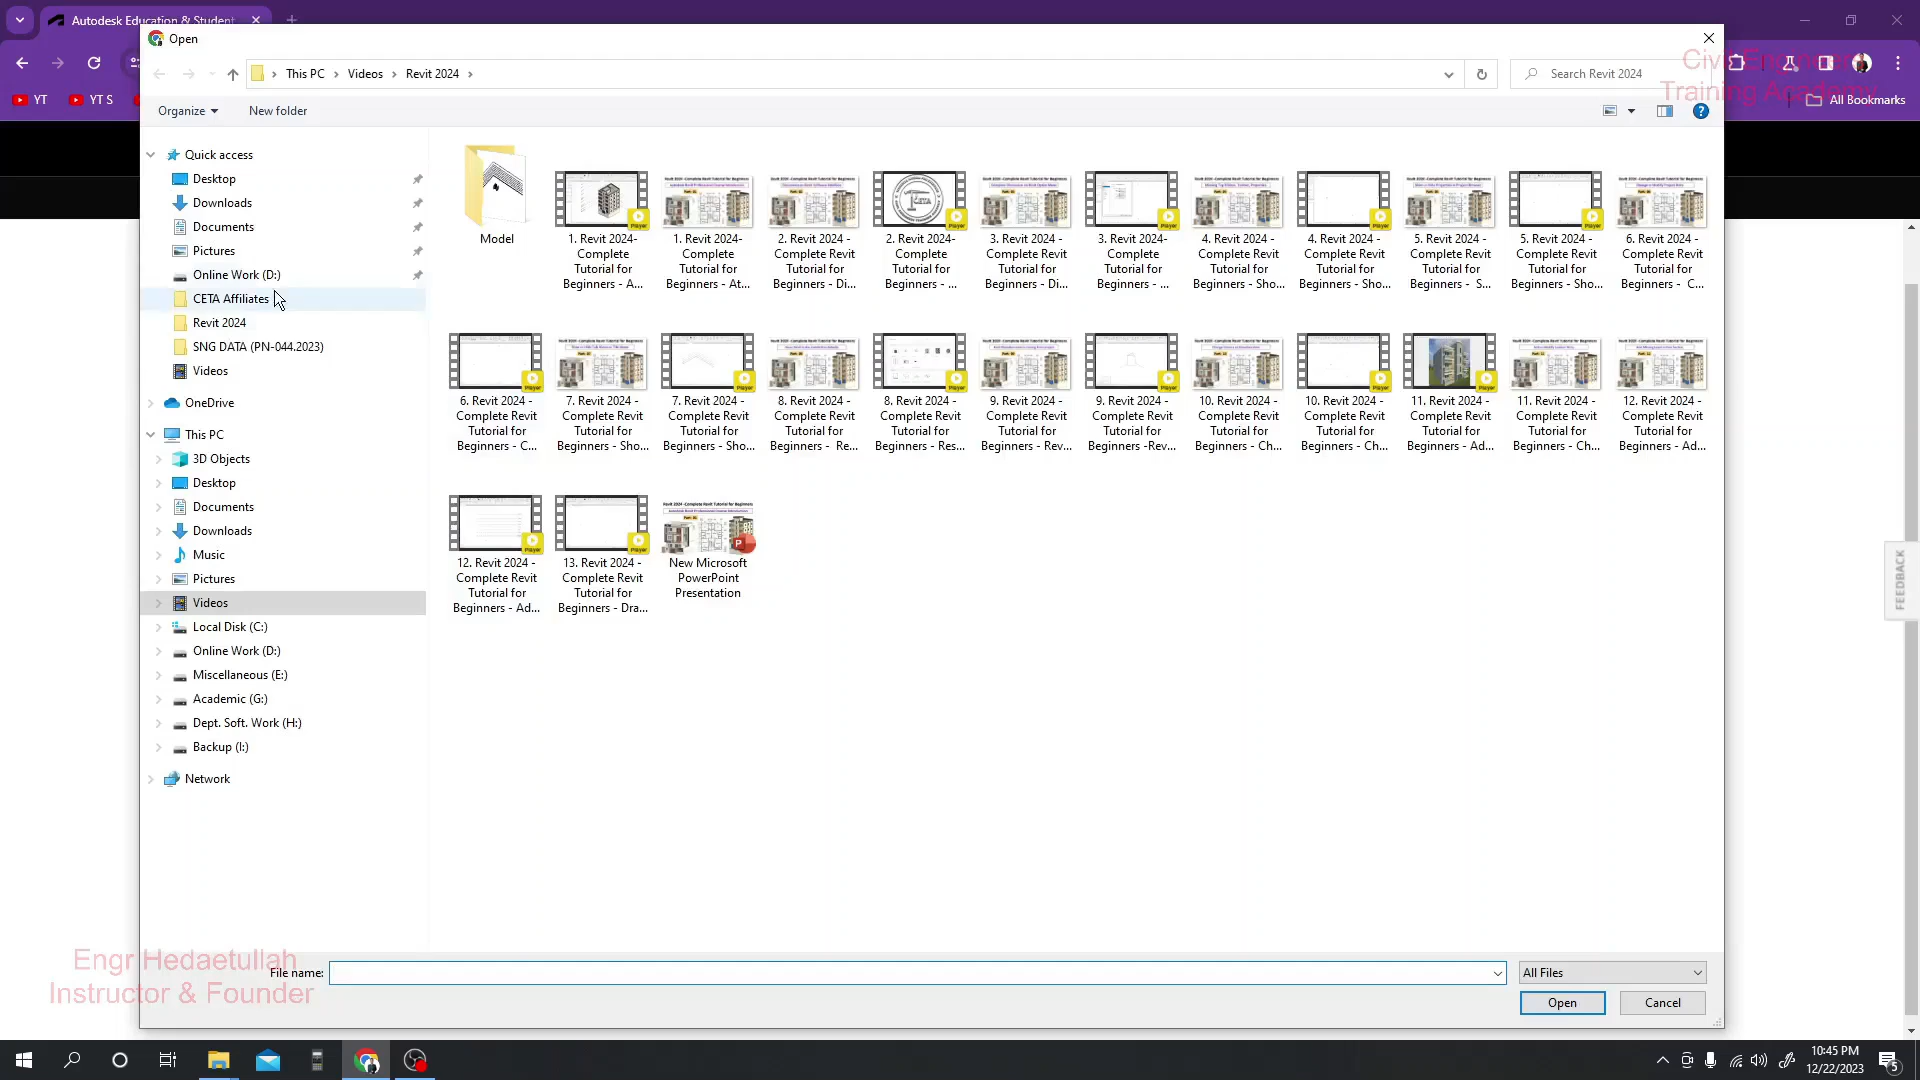 Autodesk Education & Student
Open
This PC
Videos
Revit 2024
Search Revit 2024
Civil Engineer
Training Academy
YT
YT S
All Bookmarks
Organize
New folder
Quick access
Desktop
Downloads
Documents
Pictures
Online Work (D:)
CETA Affiliates
Revit 2024
SNG DATA (PN-044.2023)
Videos
OneDrive
This PC
3D Objects
Desktop
Documents
Downloads
Music
Pictures
Videos
Local Disk (C:)
Online Work (D:)
Miscellaneous (E:)
Academic (G:)
Dept. Soft. Work (H:)
Backup (I:)
Network
Model
1. Revit 2024-
Complete
Tutorial for
Beginners - A...
1. Revit 2024-
Complete
Tutorial for
Beginners - At...
2. Revit 2024 -
Complete Revit
Tutorial for
Beginners - Di...
2. Revit 2024-
Complete
Tutorial for
Beginners - ...
3. Revit 2024 -
Complete Revit
Tutorial for
Beginners - Di...
3. Revit 2024-
Complete
Tutorial for
Beginners - ...
4. Revit 2024 -
Complete Revit
Tutorial for
Beginners - Sho...
4. Revit 2024 -
Complete Revit
Tutorial for
Beginners - Sho...
5. Revit 2024 -
Complete Revit
Tutorial for
Beginners - S...
5. Revit 2024 -
Complete Revit
Tutorial for
Beginners - Sho...
6. Revit 2024 -
Complete Revit
Tutorial for
Beginners - C...
6. Revit 2024 -
Complete Revit
Tutorial for
Beginners - C...
7. Revit 2024 -
Complete Revit
Tutorial for
Beginners - Sho...
7. Revit 2024 -
Complete Revit
Tutorial for
Beginners - Sho...
8. Revit 2024 -
Complete Revit
Tutorial for
Beginners - Re...
8. Revit 2024 -
Complete Revit
Tutorial for
Beginners - Res...
9. Revit 2024 -
Complete Revit
Tutorial for
Beginners - Rev...
9. Revit 2024 -
Complete Revit
Tutorial for
Beginners -Rev...
10. Revit 2024 -
Complete Revit
Tutorial for
Beginners - Ch...
10. Revit 2024 -
Complete Revit
Tutorial for
Beginners - Ch...
11. Revit 2024 -
Complete Revit
Tutorial for
Beginners - Ad...
11. Revit 2024 -
Complete Revit
Tutorial for
Beginners - Ch...
12. Revit 2024 -
Complete Revit
Tutorial for
Beginners - Ad...
12. Revit 2024 -
Complete Revit
Tutorial for
Beginners - Ad...
13. Revit 2024 -
Complete Revit
Tutorial for
Beginners - Dra...
New Microsoft
PowerPoint
Presentation
FEEDBACK
Engr Hedaetullah
Instructor & Founder
File name:
All Files
Open
Cancel
10:45 PM
12/22/2023
5